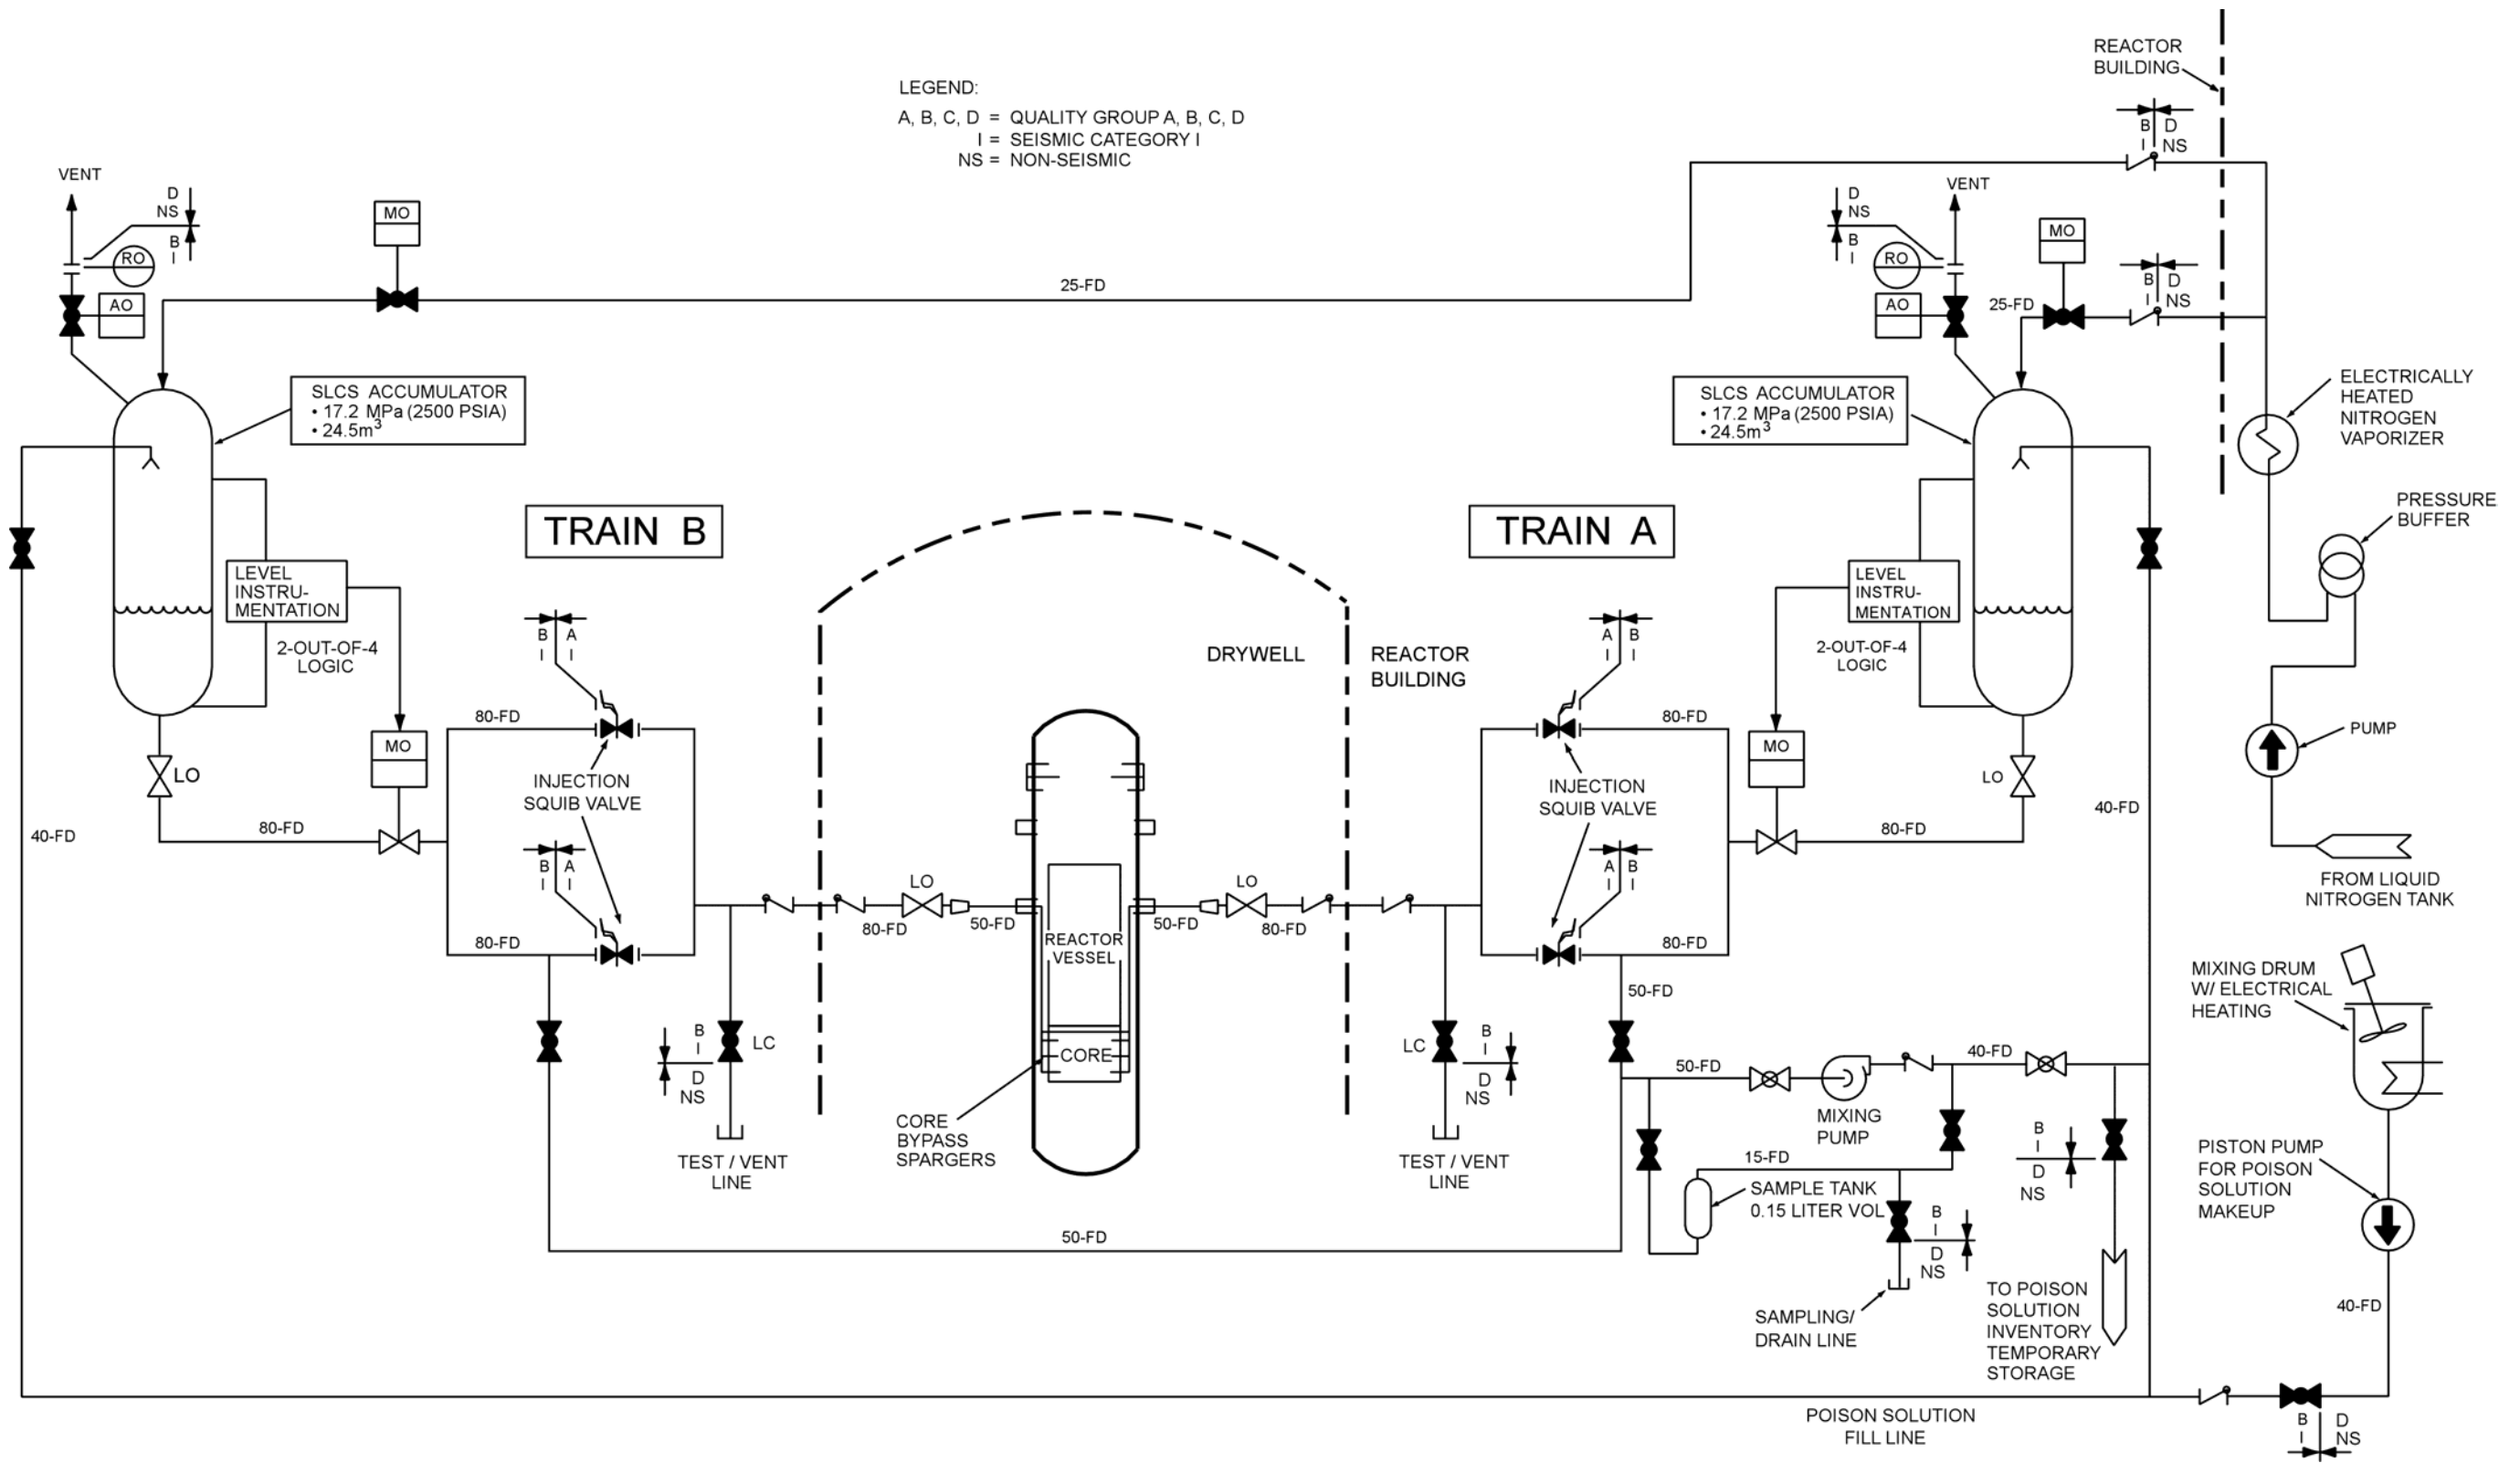 REACTOR
BUILDING
LEGEND:
A, B, C, D = QUALITY GROUP A, B, C, D
I = SEISMIC CATEGORY I
NS = NON-SEISMIC
B D
I NS
VENT
D
NS
B
I
RO
AO
MO
25-FD
VENT
D
NS
B
I
RO
AO
MO
B D
I NS
25-FD
SLCS ACCUMULATOR
• 17.2 MPa (2500 PSIA)
• 24.5m³
SLCS ACCUMULATOR
• 17.2 MPa (2500 PSIA)
• 24.5m³
ELECTRICALLY
HEATED
NITROGEN
VAPORIZER
PRESSURE
BUFFER
TRAIN B
TRAIN A
LEVEL
INSTRU-
MENTATION
2-OUT-OF-4
LOGIC
LEVEL
INSTRU-
MENTATION
2-OUT-OF-4
LOGIC
B A
I I
DRYWELL
REACTOR
BUILDING
A B
I I
80-FD
80-FD
MO
MO
PUMP
LO
LO
INJECTION
SQUIB VALVE
INJECTION
SQUIB VALVE
40-FD
80-FD
80-FD
40-FD
B A
I I
A B
I I
FROM LIQUID
NITROGEN TANK
LO
LO
80-FD
50-FD
50-FD
80-FD
80-FD
80-FD
REACTOR
VESSEL
CORE
50-FD
MIXING DRUM
W/ ELECTRICAL
HEATING
B
I
D
NS
LC
LC
B
I
D
NS
50-FD
40-FD
MIXING
PUMP
CORE
BYPASS
SPARGERS
TEST / VENT
LINE
TEST / VENT
LINE
15-FD
SAMPLE TANK
0.15 LITER VOL
B
I
D
NS
B
I
D
NS
PISTON PUMP
FOR POISON
SOLUTION
MAKEUP
50-FD
SAMPLING/
DRAIN LINE
TO POISON
SOLUTION
INVENTORY
TEMPORARY
STORAGE
40-FD
POISON SOLUTION
FILL LINE
B D
I NS